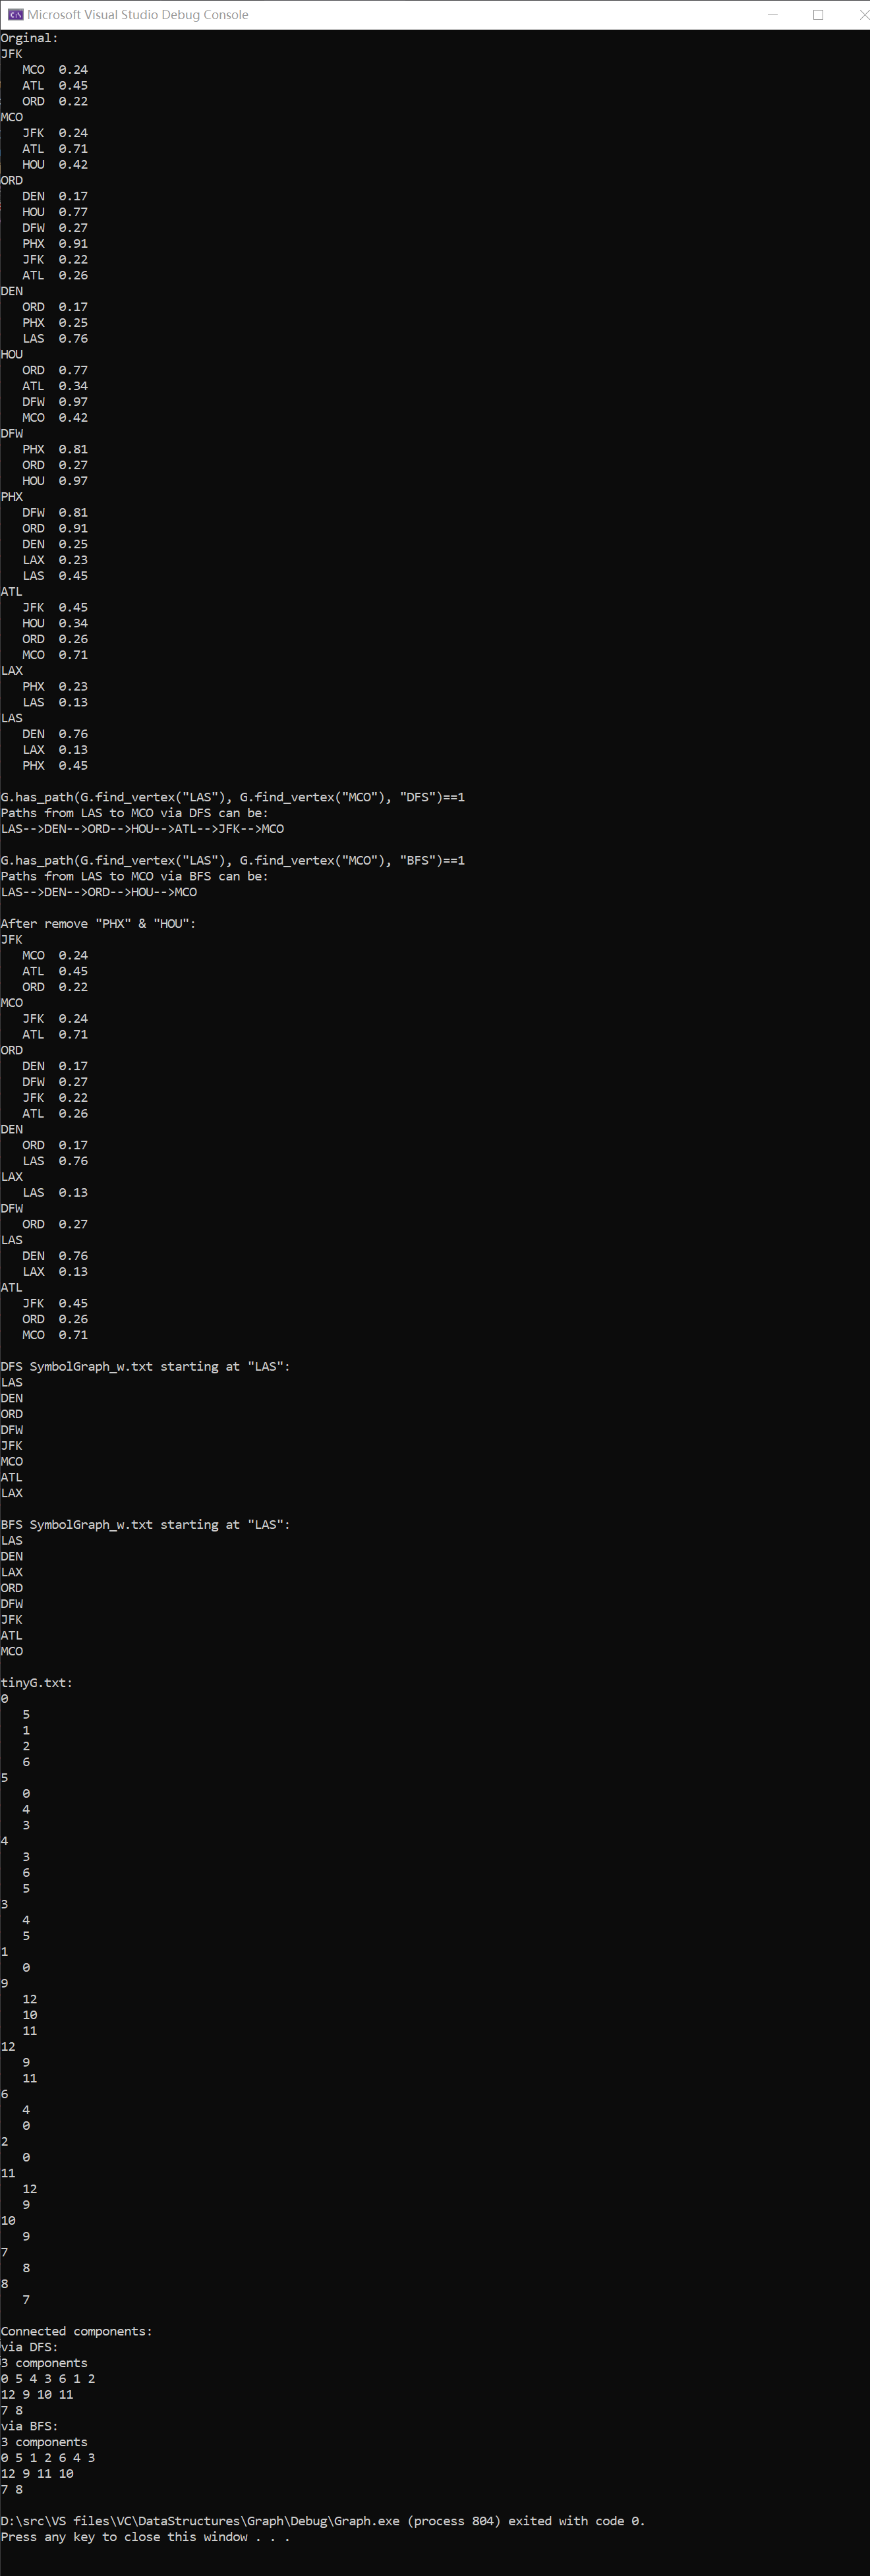 Microsoft Visual Studio Debug Console
Orginal:
JFK
MCO 0.24
ATL 0.45
ORD 0.22
MCO
JFK 0.24
ATL 0.71
HOU 0.42
ORD
DEN 0.17
HOU 0.77
DFW 0.27
PHX 0.91
JFK 0.22
ATL 0.26
DEN
ORD 0.17
PHX 0.25
LAS 0.76
HOU
ORD 0.77
ATL 0.34
DFW 0.97
MCO 0.42
DFW
PHX 0.81
ORD 0.27
HOU 0.97
PHX
DFW 0.81
ORD 0.91
DEN 0.25
LAX 0.23
LAS 0.45
ATL
JFK 0.45
HOU 0.34
ORD 0.26
MCO 0.71
LAX
PHX 0.23
LAS 0.13
LAS
DEN 0.76
LAX 0.13
PHX 0.45
G.has_path(G.find_vertex("LAS"), G.find_vertex("MCO"), "DFS")==1
Paths from LAS to MCO via DFS can be:
LAS-->DEN-->ORD-->HOU-->ATL-->JFK-->MCO
G.has_path(G.find_vertex("LAS"), G.find_vertex("MCO"), "BFS")==1
Paths from LAS to MCO via BFS can be:
LAS-->DEN-->ORD-->HOU-->MCO
After remove "PHX" & "HOU":
JFK
MCO 0.24
ATL 0.45
ORD 0.22
MCO
JFK 0.24
ATL 0.71
ORD
DEN 0.17
DFW 0.27
JFK 0.22
ATL 0.26
DEN
ORD 0.17
LAS 0.76
LAX
LAS 0.13
DFW
ORD 0.27
LAS
DEN 0.76
LAX 0.13
ATL
JFK 0.45
ORD 0.26
MCO 0.71
DFS SymbolGraph_w.txt starting at "LAS":
LAS
DEN
ORD
DFW
JFK
MCO
ATL
LAX
BFS SymbolGraph_w.txt starting at "LAS":
LAS
DEN
LAX
ORD
DFW
JFK
ATL
MCO
tinyG.txt:
0
5
1
2
6
5
0
4
3
4
3
6
5
3
4
5
1
0
9
12
10
11
12
9
11
6
4
0
2
0
11
12
9
10
9
7
8
8
7
Connected components:
via DFS:
3 components
0 5 4 3 6 1 2
12 9 10 11
7 8
via BFS:
3 components
0 5 1 2 6 4 3
12 9 11 10
7 8
D:\src\VS files\VC\DataStructures\Graph\Debug\Graph.exe (process 804) exited with code 0.
Press any key to close this window . . .